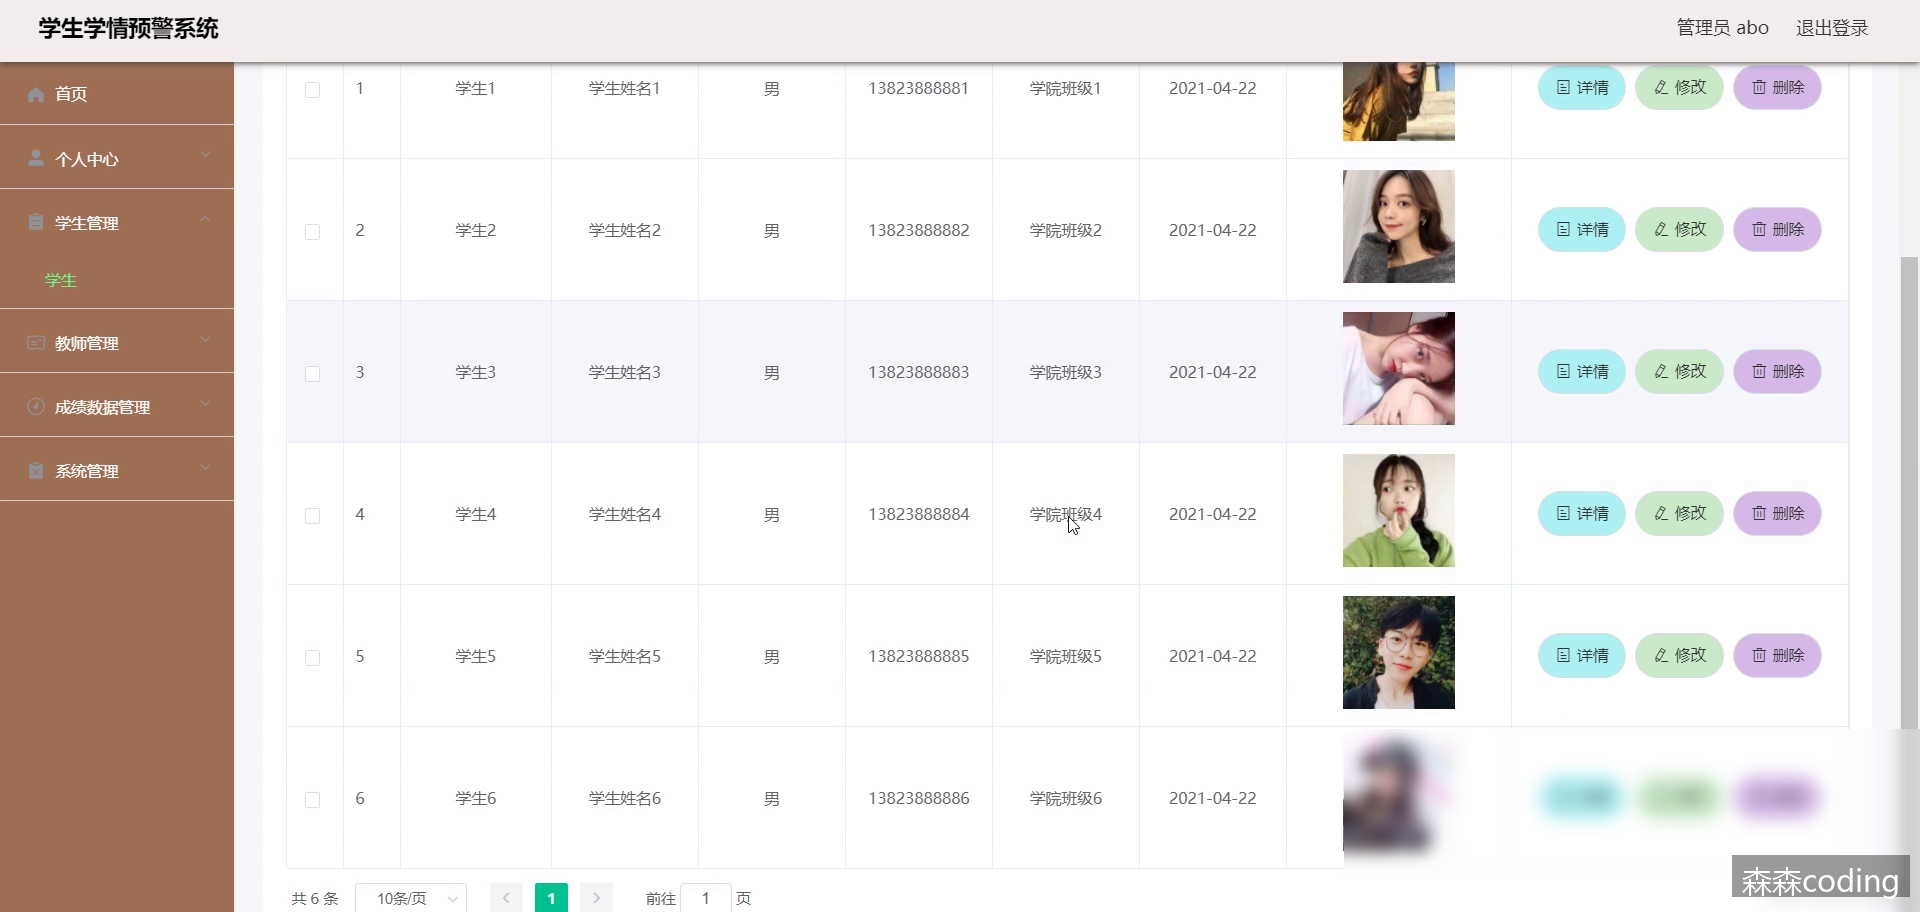 学生学情预警系统
管理员 abo
退出登录
首页
个人中心
学生管理
学生
教师管理
成绩数据管理
系统管理
1 学生1 学生姓名1 男 13823888881 学院班级1 2021-04-22 详情 修改 删除
2 学生2 学生姓名2 男 13823888882 学院班级2 2021-04-22 详情 修改 删除
3 学生3 学生姓名3 男 13823888883 学院班级3 2021-04-22 详情 修改 删除
4 学生4 学生姓名4 男 13823888884 学院班级4 2021-04-22 详情 修改 删除
5 学生5 学生姓名5 男 13823888885 学院班级5 2021-04-22 详情 修改 删除
6 学生6 学生姓名6 男 13823888886 学院班级6 2021-04-22
共 6 条 10条/页 1 前往 1 页
森森coding